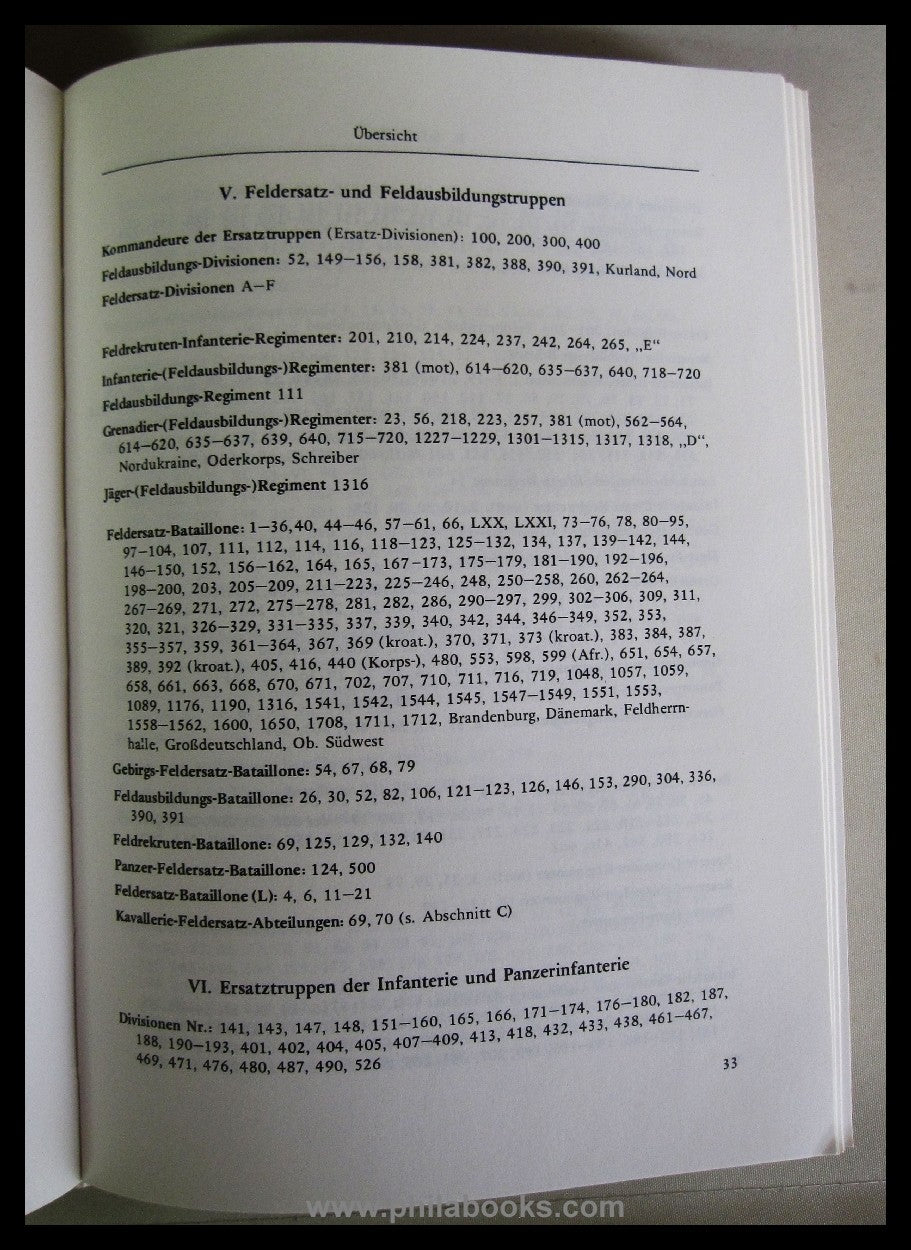 Übersicht
V. Feldersatz- und Feldausbildungstruppen
Kommandeure der Ersatztruppen (Ersatz-Divisionen): 100, 200, 300, 400
Feldausbildungs-Divisionen: 52, 149—156, 158, 381, 382, 388, 390, 391, Kurland, Nord
Feldersatz-Divisionen A—F
Feldrekruten-Infanterie-Regimenter: 201, 210, 214, 224, 237, 242, 264, 265, „E“
Infanterie-(Feldausbildungs-)Regimenter: 381 (mot), 614—620, 635—637, 640, 718—720
Feldausbildungs-Regiment 111
Grenadier-(Feldausbildungs-)Regimenter: 23, 56, 218, 223, 257, 381 (mot), 562—564,
614—620, 635—637, 639, 640, 715—720, 1227—1229, 1301—1315, 1317, 1318, „D“,
Nordukraine, Oderkorps, Schreiber
Jäger-(Feldausbildungs-)Regiment 1316
Feldersatz-Bataillone: 1—36,40, 44—46, 57—61, 66, LXX, LXXI, 73—76, 78, 80—95,
97—104, 107, 111, 112, 114, 116, 118—123, 125—132, 134, 137, 139—142, 144,
146—150, 152, 156—162, 164, 165, 167—173, 175—179, 181—190, 192—196,
198—200, 203, 205—209, 211—223, 225—246, 248, 250—258, 260, 262—264,
267—269, 271, 272, 275—278, 281, 282, 286, 290—297, 299, 302—306, 309, 311,
320, 321, 326—329, 331—335, 337, 339, 340, 342, 344, 346—349, 352, 353,
355—357, 359, 361—364, 367, 369 (kroat.), 370, 371, 373 (kroat.), 383, 384, 387,
389, 392 (kroat.), 405, 416, 440 (Korps-), 480, 553, 598, 599 (Afr.), 651, 654, 657,
658, 661, 663, 668, 670, 671, 702, 707, 710, 711, 716, 719, 1048, 1057, 1059,
1089, 1176, 1190, 1316, 1541, 1542, 1544, 1545, 1547—1549, 1551, 1553,
1558—1562, 1600, 1650, 1708, 1711, 1712, Brandenburg, Dänemark, Feldherrn-
halle, Großdeutschland, Ob. Südwest
Gebirgs-Feldersatz-Bataillone: 54, 67, 68, 79
Feldausbildungs-Bataillone: 26, 30, 52, 82, 106, 121—123, 126, 146, 153, 290, 304, 336,
390, 391
Feldrekruten-Bataillone: 69, 125, 129, 132, 140
Panzer-Feldersatz-Bataillone: 124, 500
Feldersatz-Bataillone (L): 4, 6, 11—21
Kavallerie-Feldersatz-Abteilungen: 69, 70 (s. Abschnitt C)
VI. Ersatztruppen der Infanterie und Panzerinfanterie
Divisionen Nr.: 141, 143, 147, 148, 151—160, 165, 166, 171—174, 176—180, 182, 187,
188, 190—193, 401, 402, 404, 405, 407—409, 413, 418, 432, 433, 438, 461—467,
469, 471, 476, 480, 487, 490, 526
33
www.philabooks.com